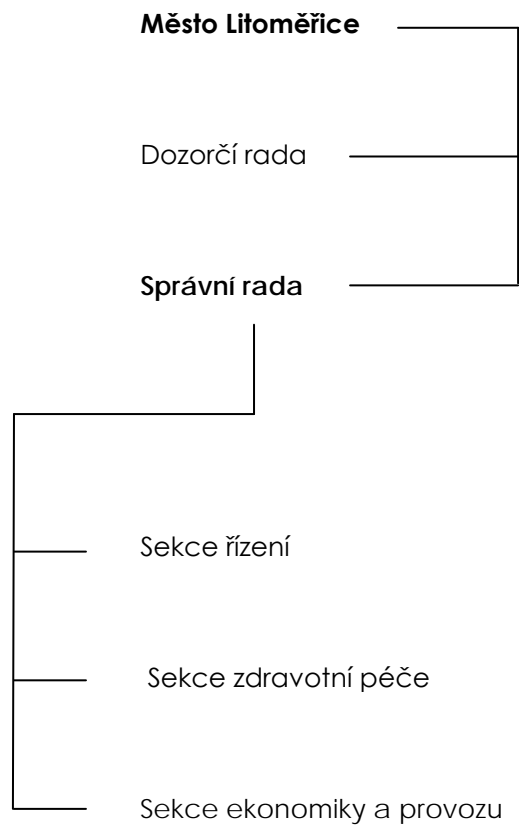 Město Litoměřice
Dozorčí rada
Správní rada
Sekce řízení
Sekce zdravotní péče
Sekce ekonomiky a provozu